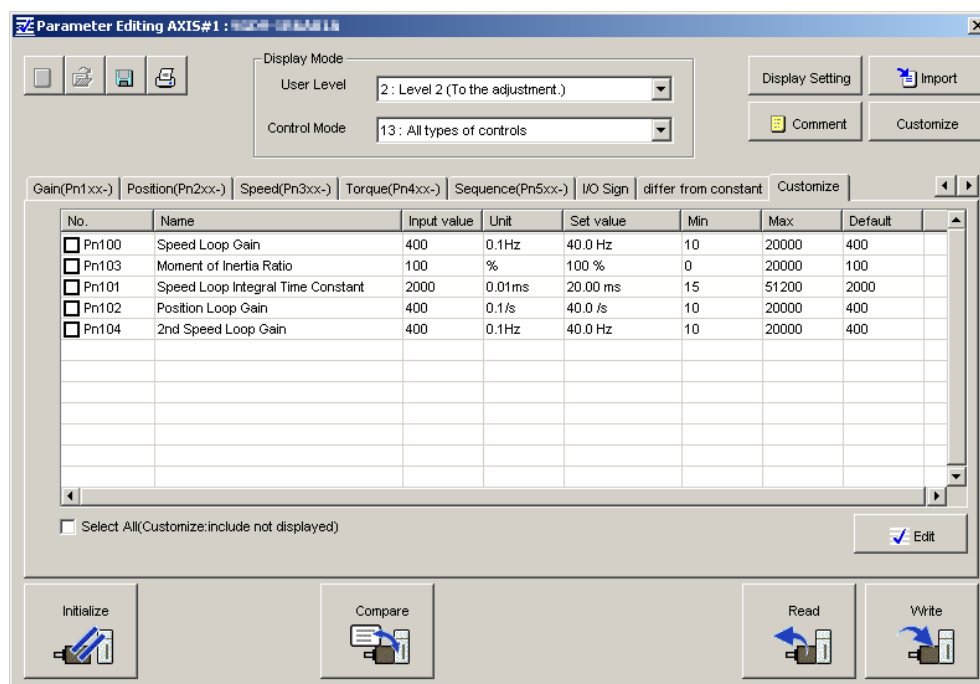 Parameter Editing AXIS#1 :
Display Mode
User Level 2 : Level 2 (To the adjustment.)
Control Mode 13 : All types of controls
Display Setting Import
Comment Customize
Gain(Pn1xx-) Position(Pn2xx-) Speed(Pn3xx-) Torque(Pn4xx-) Sequence(Pn5xx-) I/O Sign differ from constant Customize
No. Name Input value Unit Set value Min Max Default
Pn100 Speed Loop Gain 400 0.1Hz 40.0 Hz 10 20000 400
Pn103 Moment of Inertia Ratio 100 % 100 % 0 20000 100
Pn101 Speed Loop Integral Time Constant 2000 0.01ms 20.00 ms 15 51200 2000
Pn102 Position Loop Gain 400 0.1/s 40.0 /s 10 20000 400
Pn104 2nd Speed Loop Gain 400 0.1Hz 40.0 Hz 10 20000 400
Select All(Customize:include not displayed)
Edit
Initialize Compare Read Write